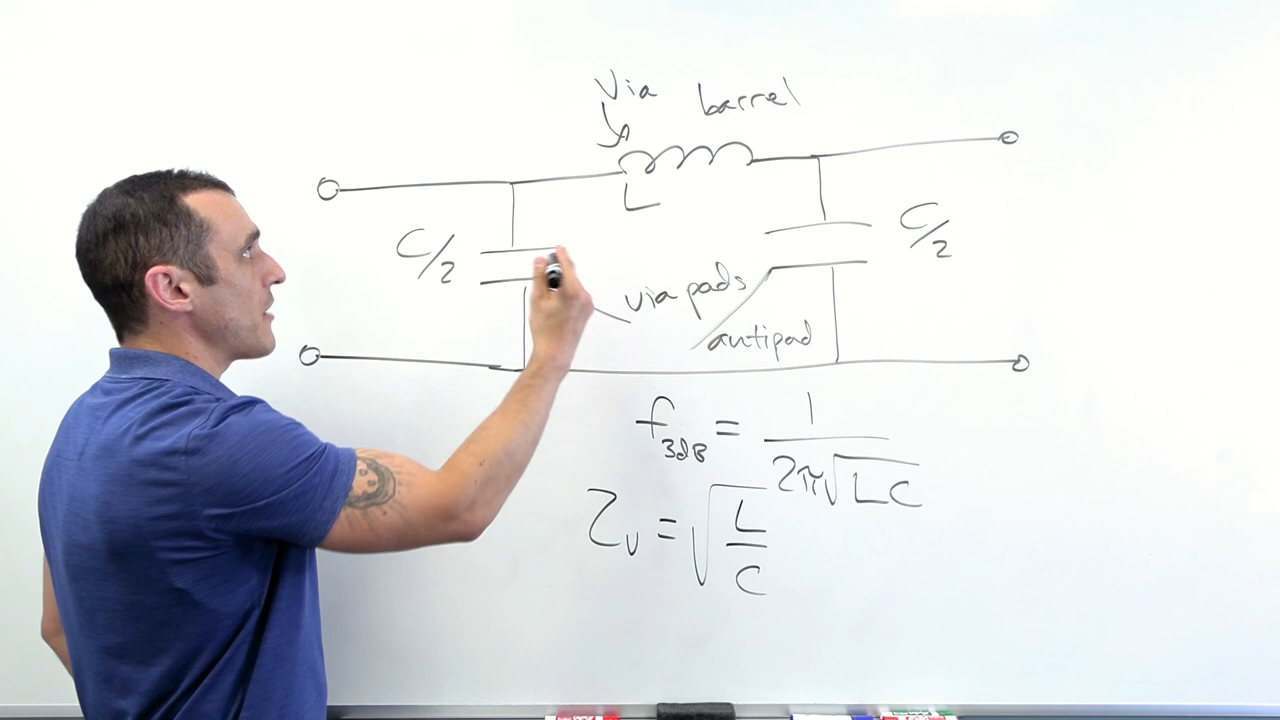 Via barrel
L
C/2
C/2
via pads
antipad
f3dB = 1/2π√LC
Zv = √L/C